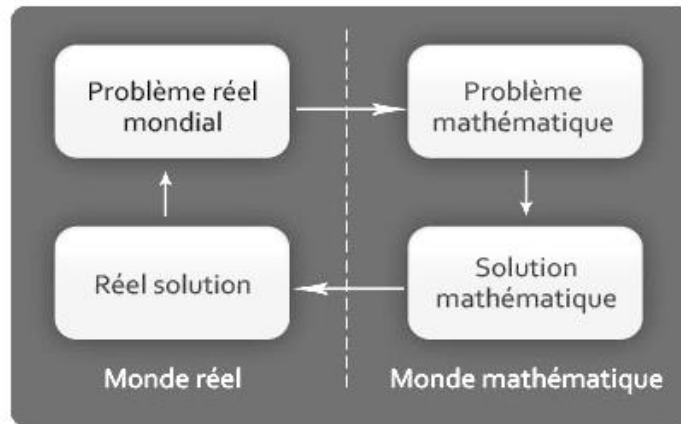 Problème réel
mondial
Problème
mathématique
Réel solution
Solution
mathématique
Monde réel
Monde mathématique